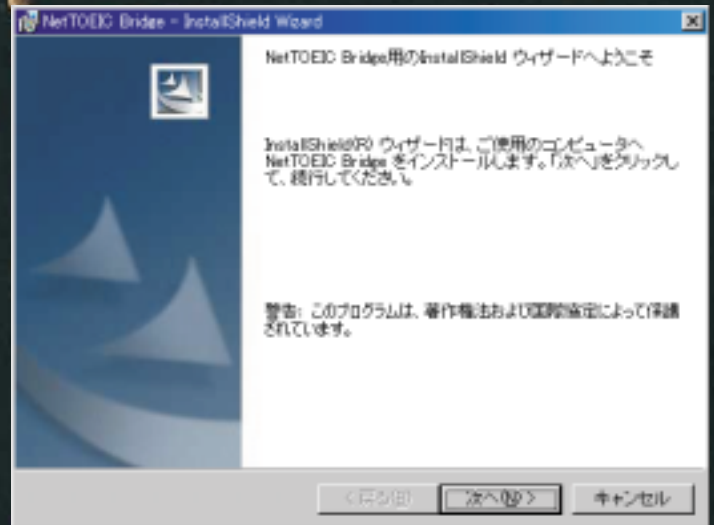 NetTOEIC Bridge - InstallShield Wizard
NetTOEIC Bridge用のInstallShield ウィザードへようこそ
InstallShield(R) ウィザードは、ご使用のコンピュータへ
NetTOEIC Bridge をインストールします。「次へ」をクリックし
て、続行してください。
警告: このプログラムは、著作権法および国際協定によって保護
されています。
< 戻る(B)
次へ(N) >
キャンセル